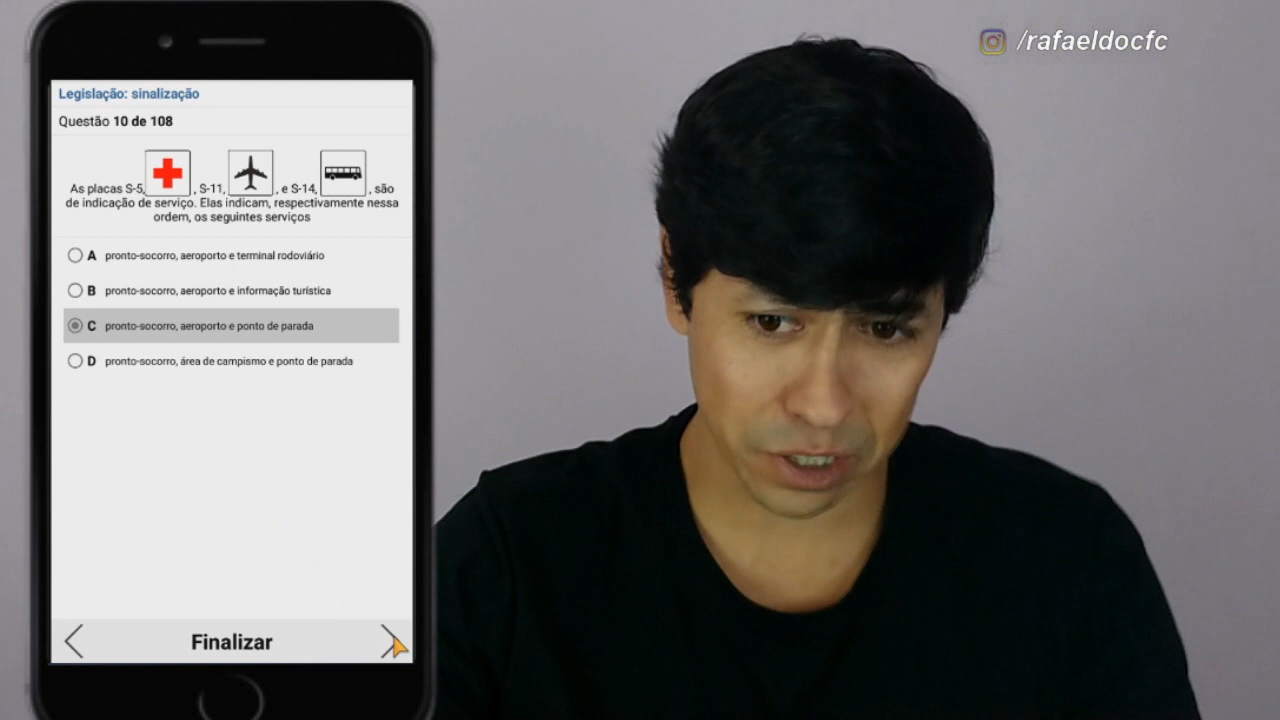 /rafaeldocfc
Legislação: sinalização
Questão 10 de 108
As placas S-5, , S-11, , e S-14, , são
de indicação de serviço. Elas indicam, respectivamente nessa
ordem, os seguintes serviços
A pronto-socorro, aeroporto e terminal rodoviário
B pronto-socorro, aeroporto e informação turística
C pronto-socorro, aeroporto e ponto de parada
D pronto-socorro, área de campismo e ponto de parada
Finalizar